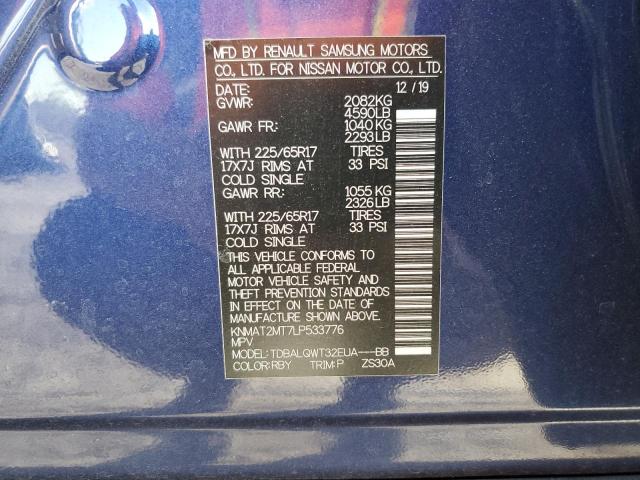 MFD BY RENAULT SAMSUNG MOTORS
CO., LTD. FOR NISSAN MOTOR CO., LTD.
DATE: 12 / 19
GVWR: 2082KG
4590LB
GAWR FR: 1040 KG
2293 LB
WITH 225/65R17 TIRES
17X7J RIMS AT 33 PSI
COLD SINGLE
GAWR RR: 1055 KG
2326 LB
WITH 225/65R17 TIRES
17X7J RIMS AT 33 PSI
COLD SINGLE
THIS VEHICLE CONFORMS TO
ALL APPLICABLE FEDERAL
MOTOR VEHICLE SAFETY AND
THEFT PREVENTION STANDARDS
IN EFFECT ON THE DATE OF
MANUFACTURE SHOWN ABOVE.
KNMAT2MT7LP533776
MPV
MODEL:TDBALQWT32EUA---BB
COLOR:RBY TRIM:P ZS30A